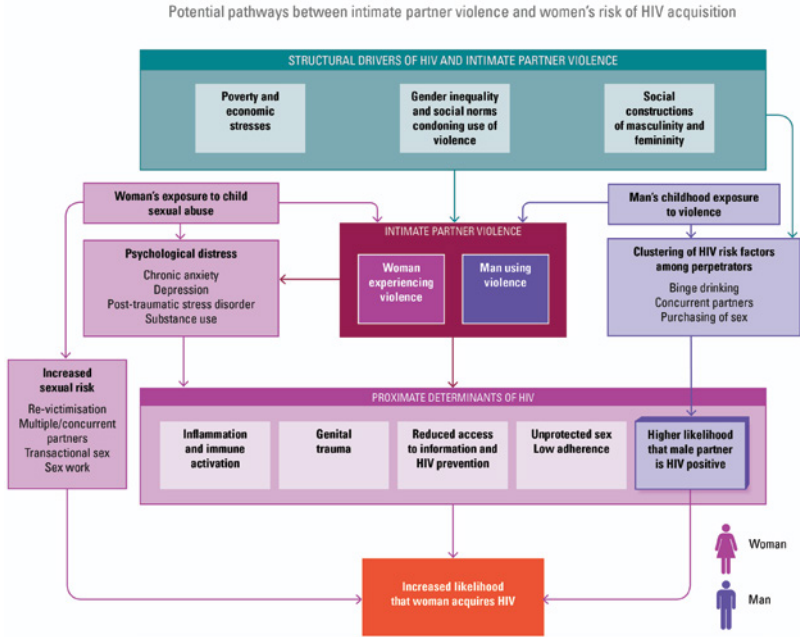 Potential pathways between intimate partner violence and women's risk of HIV acquisition
STRUCTURAL DRIVERS OF HIV AND INTIMATE PARTNER VIOLENCE
Poverty and
economic
stresses
Gender inequality
and social norms
condoning use of
violence
Social
constructions
of masculinity and
femininity
Woman's exposure to child
sexual abuse
Man's childhood exposure
to violence
INTIMATE PARTNER VIOLENCE
Woman
experiencing
violence
Man using
violence
Psychological distress
Chronic anxiety
Depression
Post-traumatic stress disorder
Substance use
Clustering of HIV risk factors
among perpetrators
Binge drinking
Concurrent partners
Purchasing of sex
Increased
sexual risk
Re-victimisation
Multiple/concurrent
partners
Transactional sex
Sex work
PROXIMATE DETERMINANTS OF HIV
Inflammation
and immune
activation
Genital
trauma
Reduced access
to information and
HIV prevention
Unprotected sex
Low adherence
Higher likelihood
that male partner
is HIV positive
Increased likelihood
that woman acquires HIV
Woman
Man